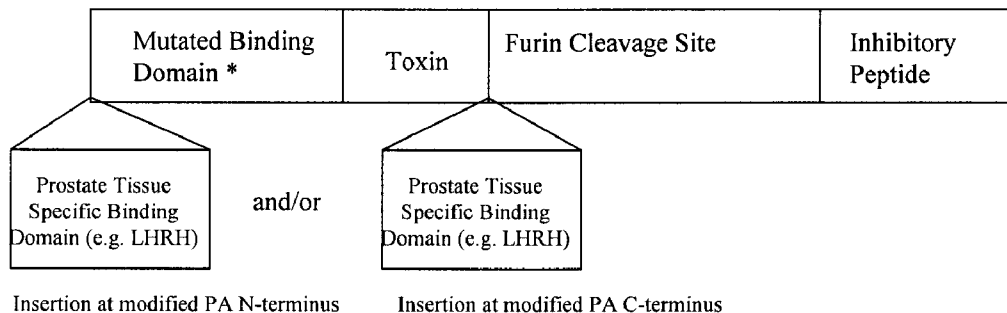 Mutated Binding
Domain *
Toxin
Furin Cleavage Site
Inhibitory
Peptide
Prostate Tissue
Specific Binding
Domain (e.g. LHRH)
and/or
Prostate Tissue
Specific Binding
Domain (e.g. LHRH)
Insertion at modified PA N-terminus
Insertion at modified PA C-terminus